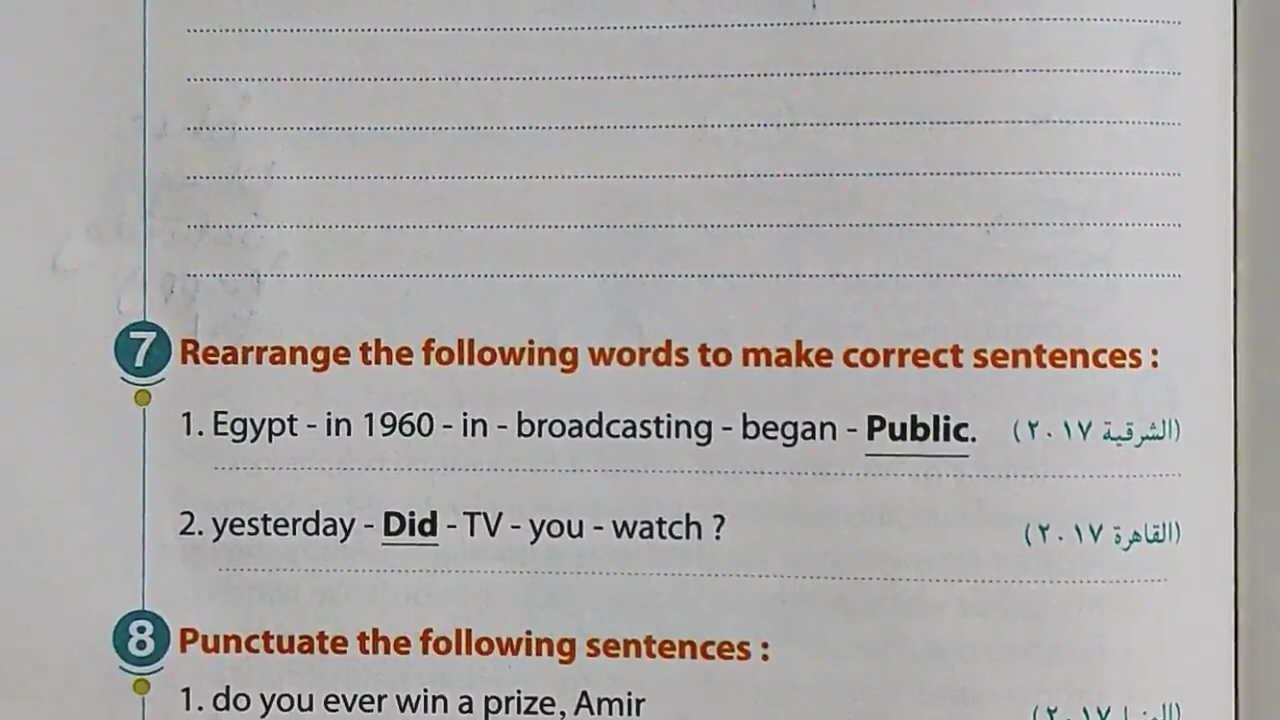 7 Rearrange the following words to make correct sentences :
1. Egypt - in 1960 - in - broadcasting - began - Public. (الشرقية ٢٠١٧)
2. yesterday - Did - TV - you - watch ? (القاهرة ٢٠١٧)
8 Punctuate the following sentences :
1. do you ever win a prize, Amir